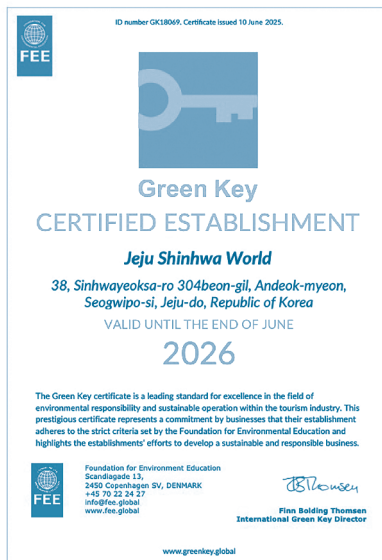 ID number GK18069. Certificate issued 10 June 2025.
FEE
Green Key
CERTIFIED ESTABLISHMENT
Jeju Shinhwa World
38, Sinhwayeoksa-ro 304beon-gil, Andeok-myeon,
Seogwipo-si, Jeju-do, Republic of Korea
VALID UNTIL THE END OF JUNE
2026
The Green Key certificate is a leading standard for excellence in the field of
environmental responsibility and sustainable operation within the tourism industry. This
prestigious certificate represents a commitment by businesses that their establishment
adheres to the strict criteria set by the Foundation for Environmental Education and
highlights the establishments' efforts to develop a sustainable and responsible business.
FEE
Foundation for Environment Education
Scandiagade 13,
2450 Copenhagen SV, DENMARK
+45 70 22 24 27
info@fee.global
www.fee.global
Finn Bolding Thomsen
International Green Key Director
www.greenkey.global